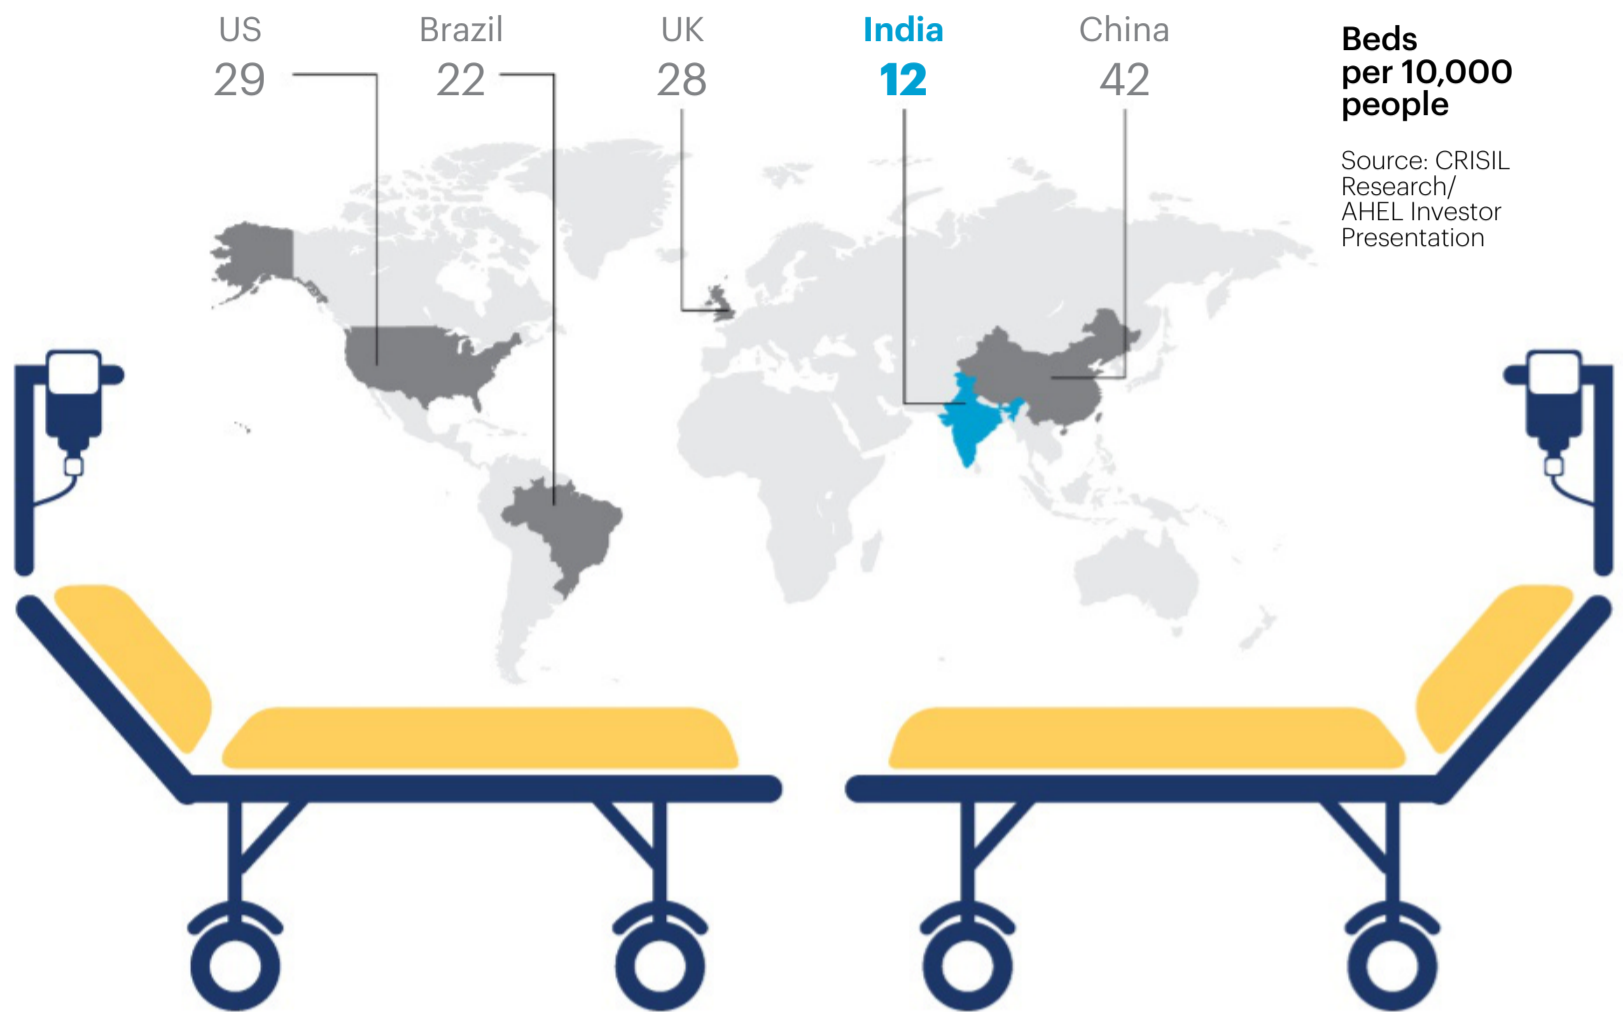 US
29
Brazil
22
UK
28
India
12
China
42
Beds
per 10,000
people
Source: CRISIL
Research/
AHEL Investor
Presentation